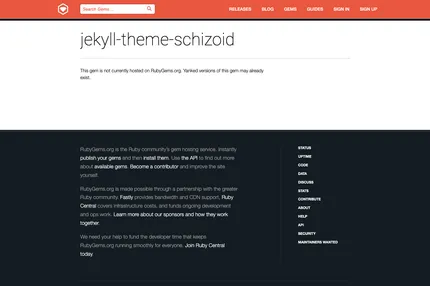 Search Gems…
RELEASES
BLOG
GEMS
GUIDES
SIGN IN
SIGN UP
jekyll-theme-schizoid
This gem is not currently hosted on RubyGems.org. Yanked versions of this gem may already
exist.
RubyGems.org is the Ruby community's gem hosting service. Instantly
publish your gems and then install them. Use the API to find out more
about available gems. Become a contributor and improve the site
yourself.
RubyGems.org is made possible through a partnership with the greater
Ruby community. Fastly provides bandwidth and CDN support, Ruby
Central covers infrastructure costs, and funds ongoing development
and ops work. Learn more about our sponsors and how they work
together.
We need your help to fund the developer time that keeps
RubyGems.org running smoothly for everyone. Join Ruby Central
today.
STATUS
UPTIME
CODE
DATA
DISCUSS
STATS
CONTRIBUTE
ABOUT
HELP
API
SECURITY
MAINTAINERS WANTED